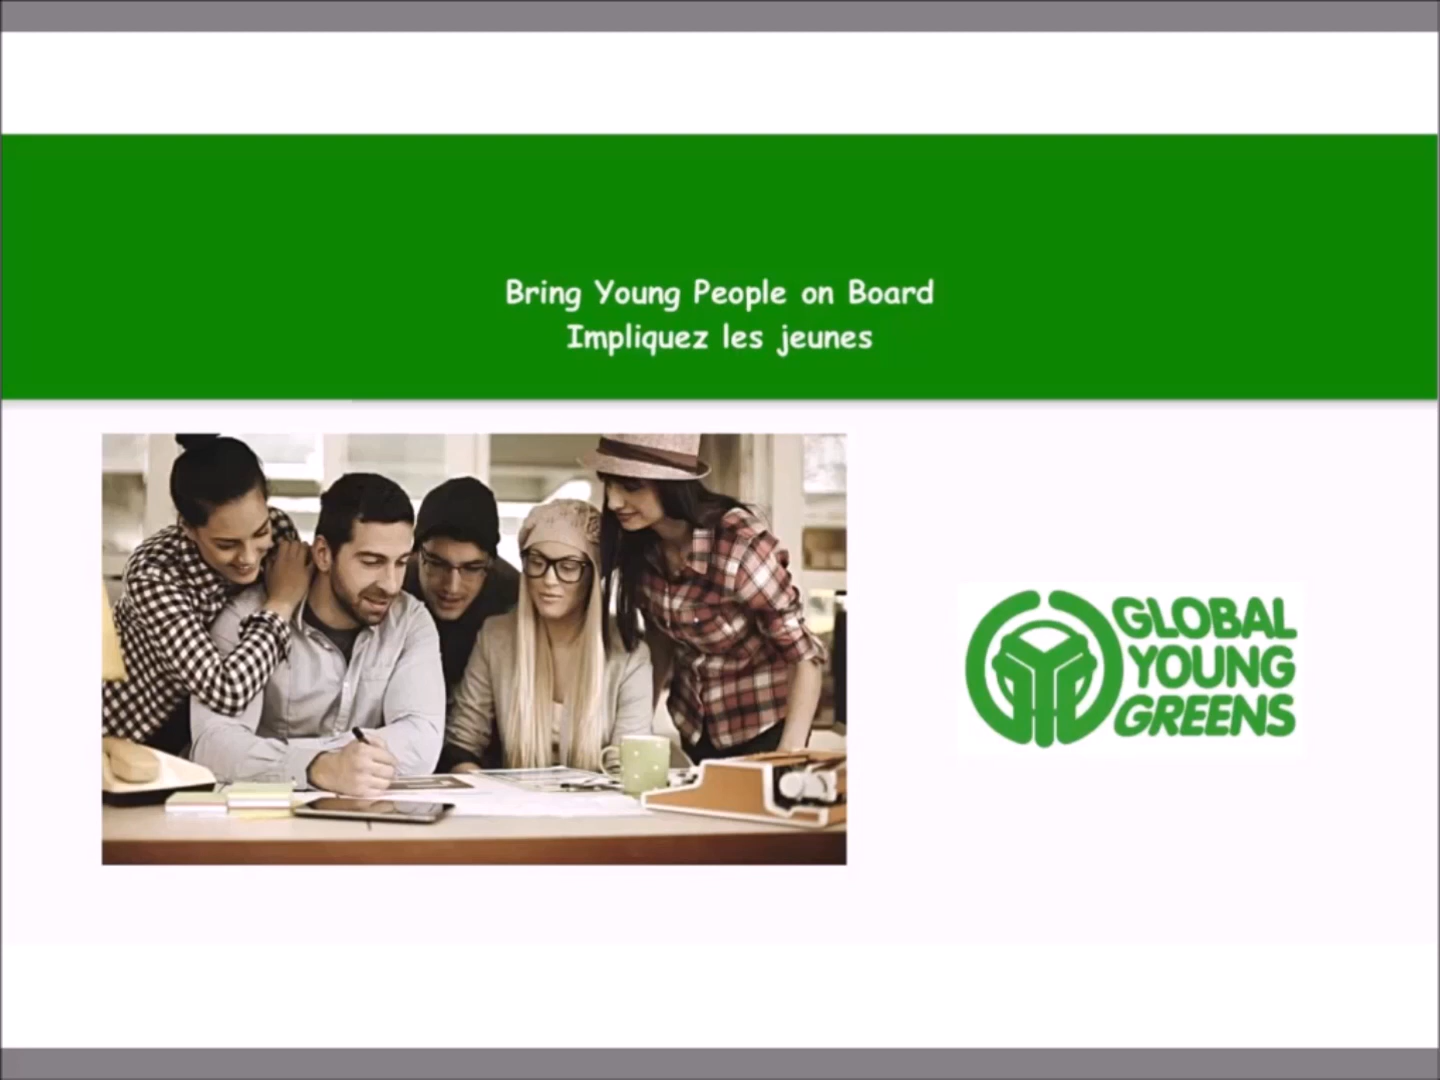 Bring Young People on Board
Impliquez les jeunes
GLOBAL
YOUNG
GREENS